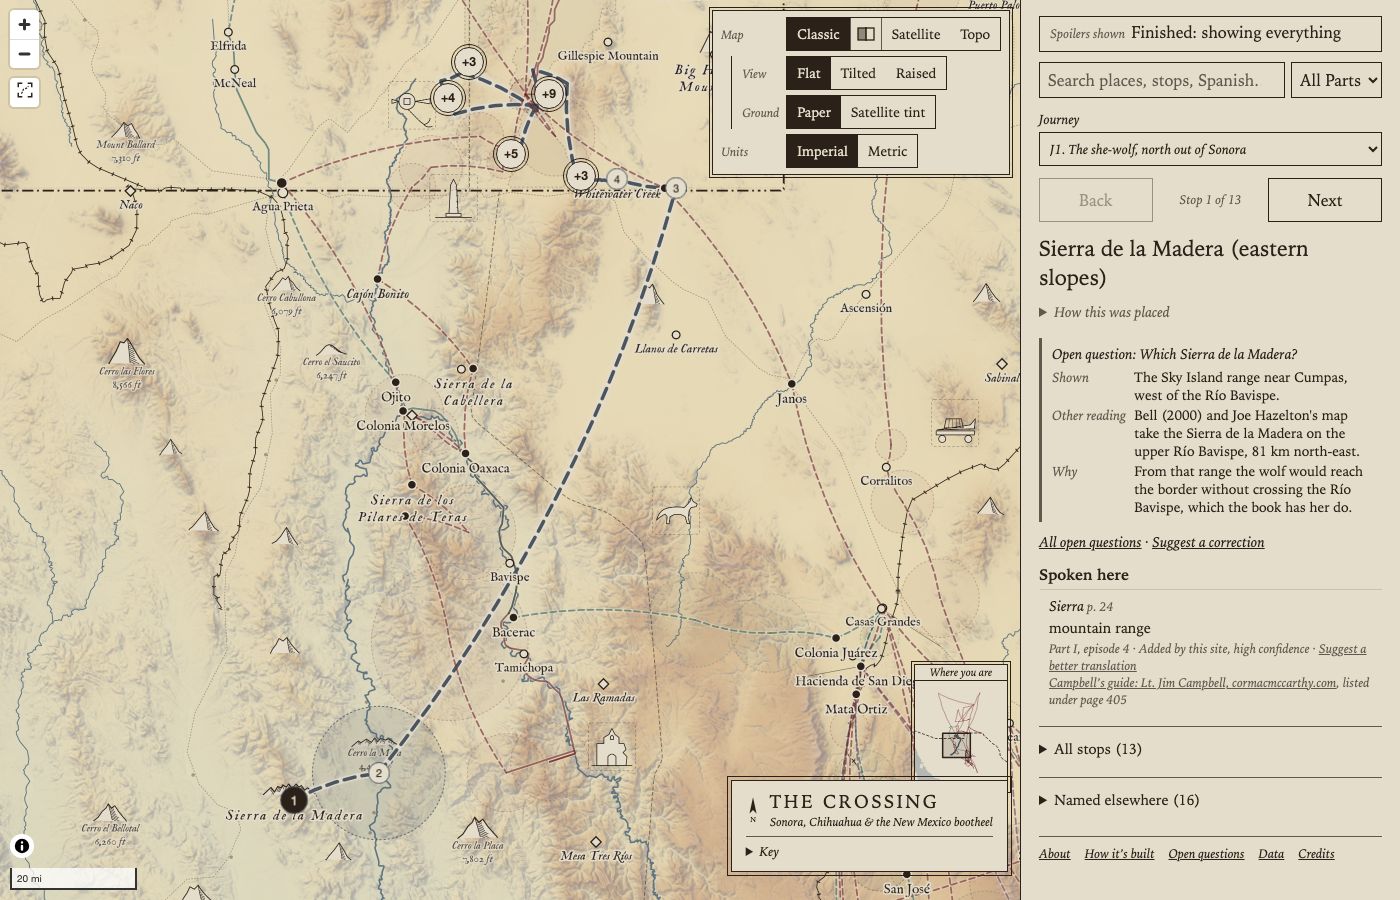 Puerto Palo
Elfrida
McNeal
Gillespie Mountain
+3
+4
+9
+5
+3
4
3
Big H
Mou
Mount Ballard
7,310 ft
Naco
Agua Prieta
Whitewater Creek
Cajón Bonito
Cerro Cabullona
6,079 ft
Ascensión
Llanos de Carretas
Cerro las Flores
8,566 ft
Cerro el Saucito
6,247 ft
Sierra de la
Cabellera
Sabinal
Ojito
Janos
Colonia Morelos
Colonia Oaxaca
Corralitos
Sierra de los
Pilares de Teras
Bavispe
Bacerac
Casas Grandes
Colonia Juárez
Tamichopa
Hacienda de San Die
Las Ramadas
Mata Ortiz
2
1
Sierra de la Madera
Cerro el Bellotal
6,260 ft
Cerro la Placa
7,802 ft
Mesa Tres Ríos
San José
20 mi
Map
Classic
Satellite
Topo
View
Flat
Tilted
Raised
Ground
Paper
Satellite tint
Units
Imperial
Metric
Where you are
N
THE CROSSING
Sonora, Chihuahua & the New Mexico bootheel
Key
Spoilers shown Finished: showing everything
Search places, stops, Spanish.
All Parts
Journey
J1. The she-wolf, north out of Sonora
Back
Stop 1 of 13
Next
Sierra de la Madera (eastern
slopes)
How this was placed
Open question: Which Sierra de la Madera?
Shown The Sky Island range near Cumpas,
west of the Río Bavispe.
Other reading Bell (2000) and Joe Hazelton's map
take the Sierra de la Madera on the
upper Río Bavispe, 81 km north-east.
Why From that range the wolf would reach
the border without crossing the Río
Bavispe, which the book has her do.
All open questions · Suggest a correction
Spoken here
Sierra p. 24
mountain range
Part I, episode 4 · Added by this site, high confidence · Suggest a
better translation
Campbell's guide: Lt. Jim Campbell, cormacmccarthy.com, listed
under page 405
All stops (13)
Named elsewhere (16)
About
How it's built
Open questions
Data
Credits